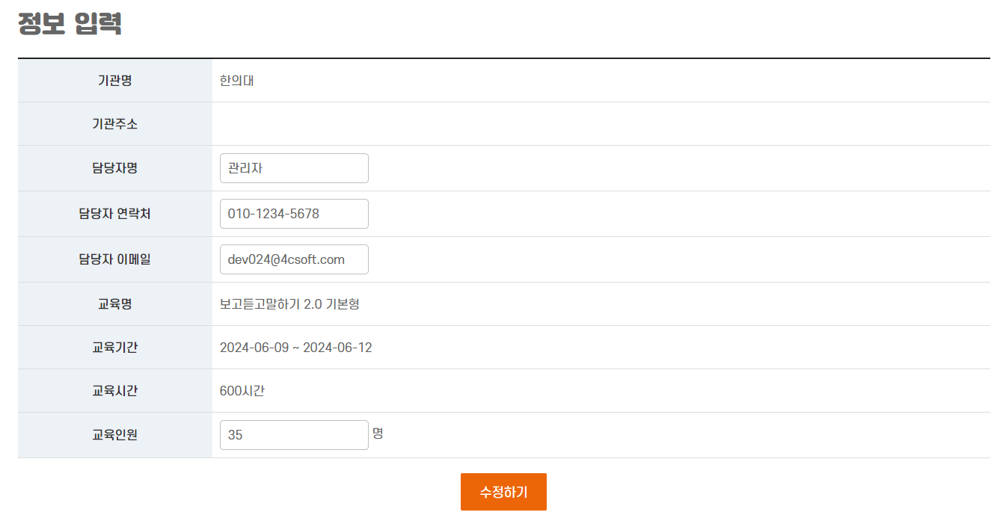 정보 입력
기관명 한의대
기관주소
담당자명 관리자
담당자 연락처 010-1234-5678
담당자 이메일 dev024@4csoft.com
교육명 보고듣고말하기 2.0 기본형
교육기간 2024-06-09 ~ 2024-06-12
교육시간 600시간
교육인원 35 명
수정하기